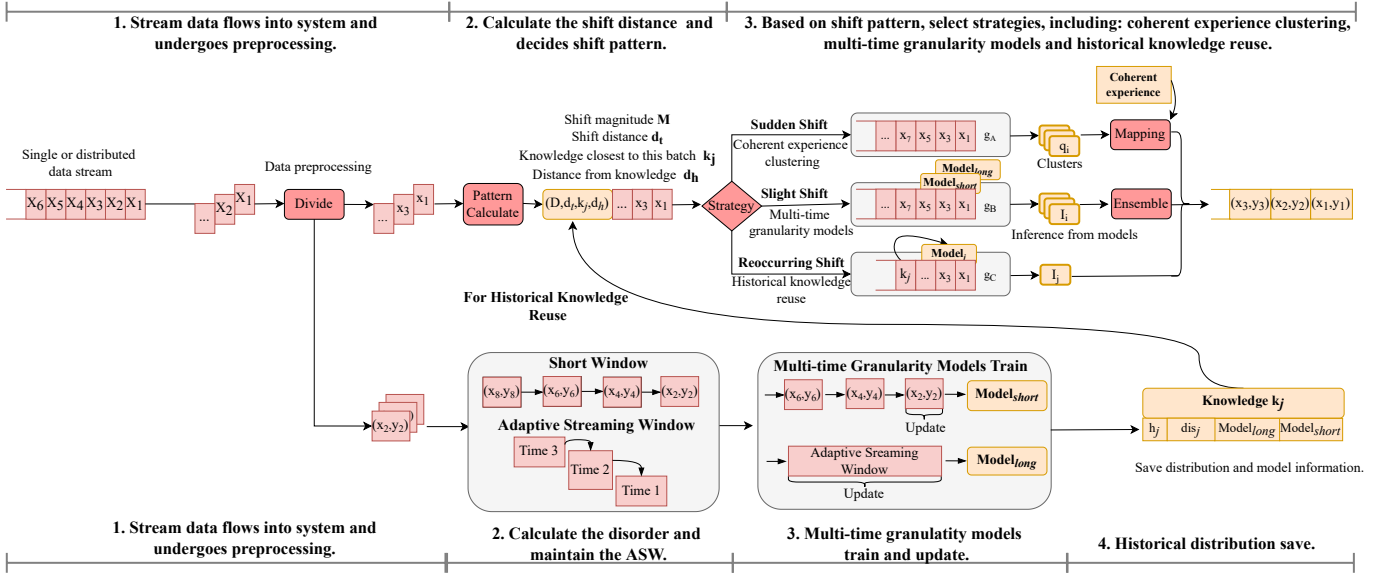 1. Stream data flows into system and
undergoes preprocessing.
2. Calculate the shift distance and
decides shift pattern.
3. Based on shift pattern, select strategies, including: coherent experience clustering,
multi-time granularity models and historical knowledge reuse.
Single or distributed
data stream
X6 X5 X4 X3 X2 X1
... X2 X1
Data preprocessing
Divide
... x3 x1
Pattern
Calculate
Shift magnitude M
Shift distance dt
Knowledge closest to this batch kj
Distance from knowledge dh
(D,dt,kj,dh) ... x3 x1
Strategy
Sudden Shift
Coherent experience
clustering
... x7 x5 x3 x1 gA
qi
Clusters
Coherent
experience
Mapping
Slight Shift
Multi-time
granularity models
Modellong
Modelshort
... x7 x5 x3 x1 gB
Ii
Inference from models
Ensemble
(x3,y3) (x2,y2) (x1,y1)
Reoccurring Shift
Historical knowledge
reuse
Modelj
kj ... x3 x1 gC
Ij
For Historical Knowledge
Reuse
(x2,y2) )
Short Window
(x8,y8) (x6,y6) (x4,y4) (x2,y2)
Adaptive Streaming Window
Time 3
Time 2
Time 1
Multi-time Granularity Models Train
(x6,y6) (x4,y4) (x2,y2) Modelshort
Update
Adaptive Sreaming
Window
Modellong
Update
Knowledge kj
hj disj Modellong Modelshort
Save distribution and model information.
1. Stream data flows into system and
undergoes preprocessing.
2. Calculate the disorder and
maintain the ASW.
3. Multi-time granulatity models
train and update.
4. Historical distribution save.